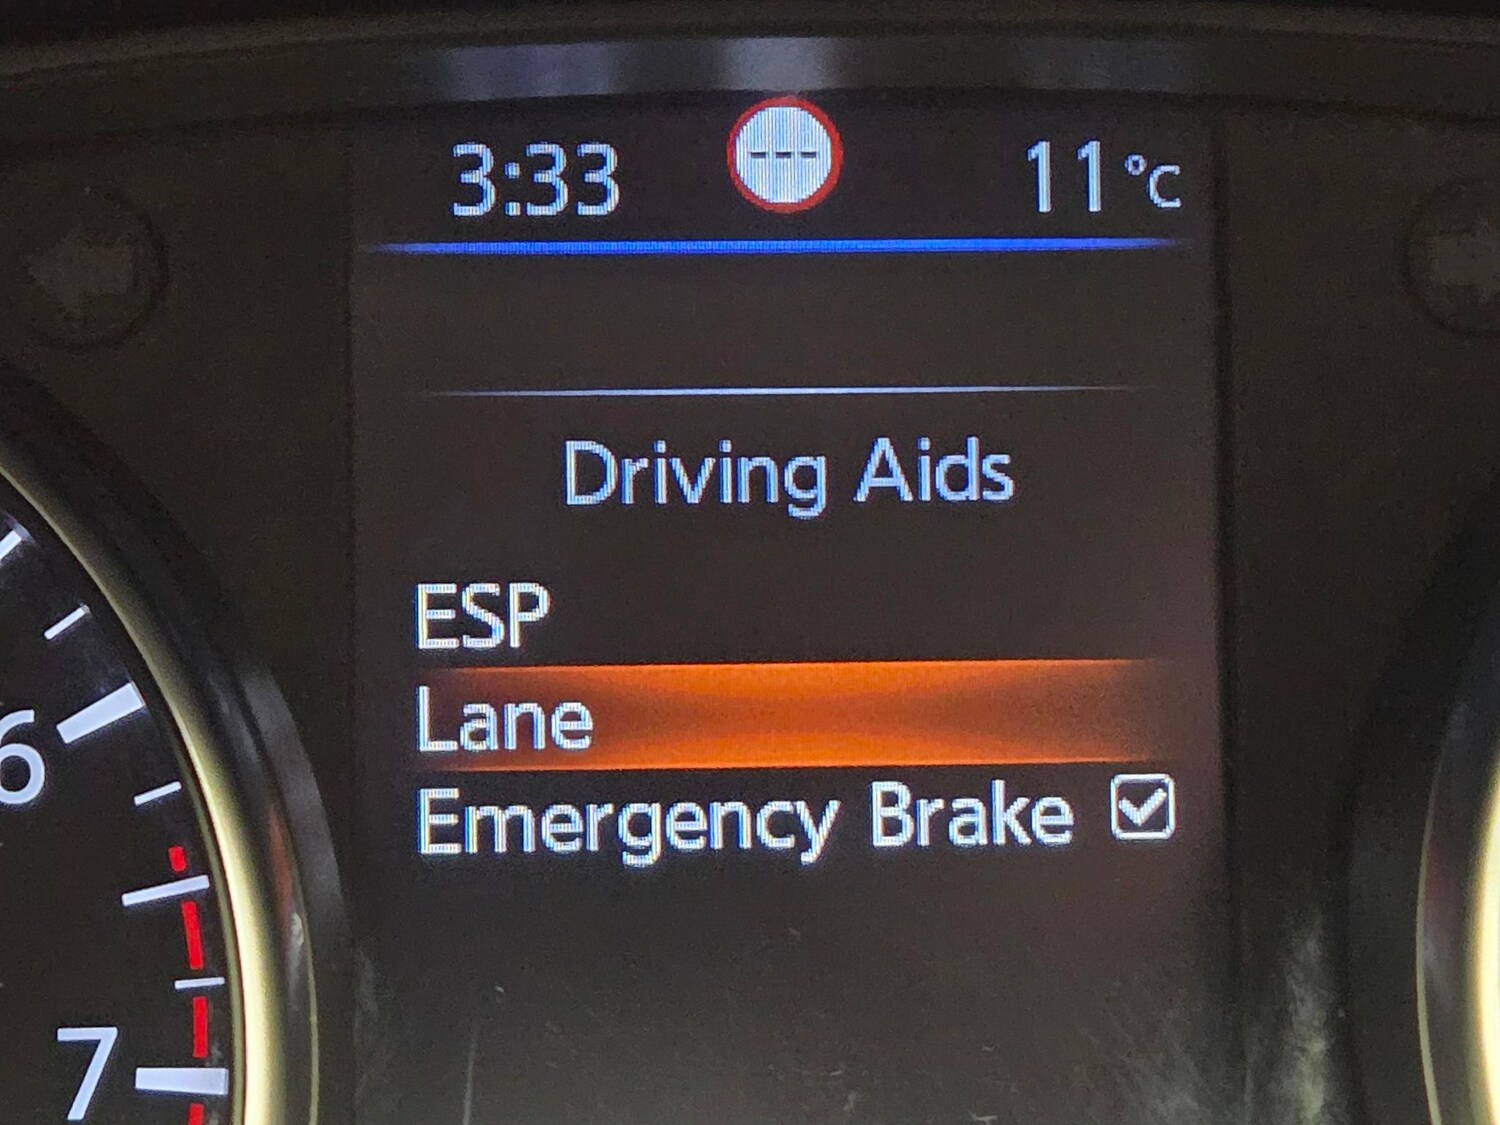 3:33 --- 11 °C
Driving Aids
ESP
Lane
Emergency Brake
6
7